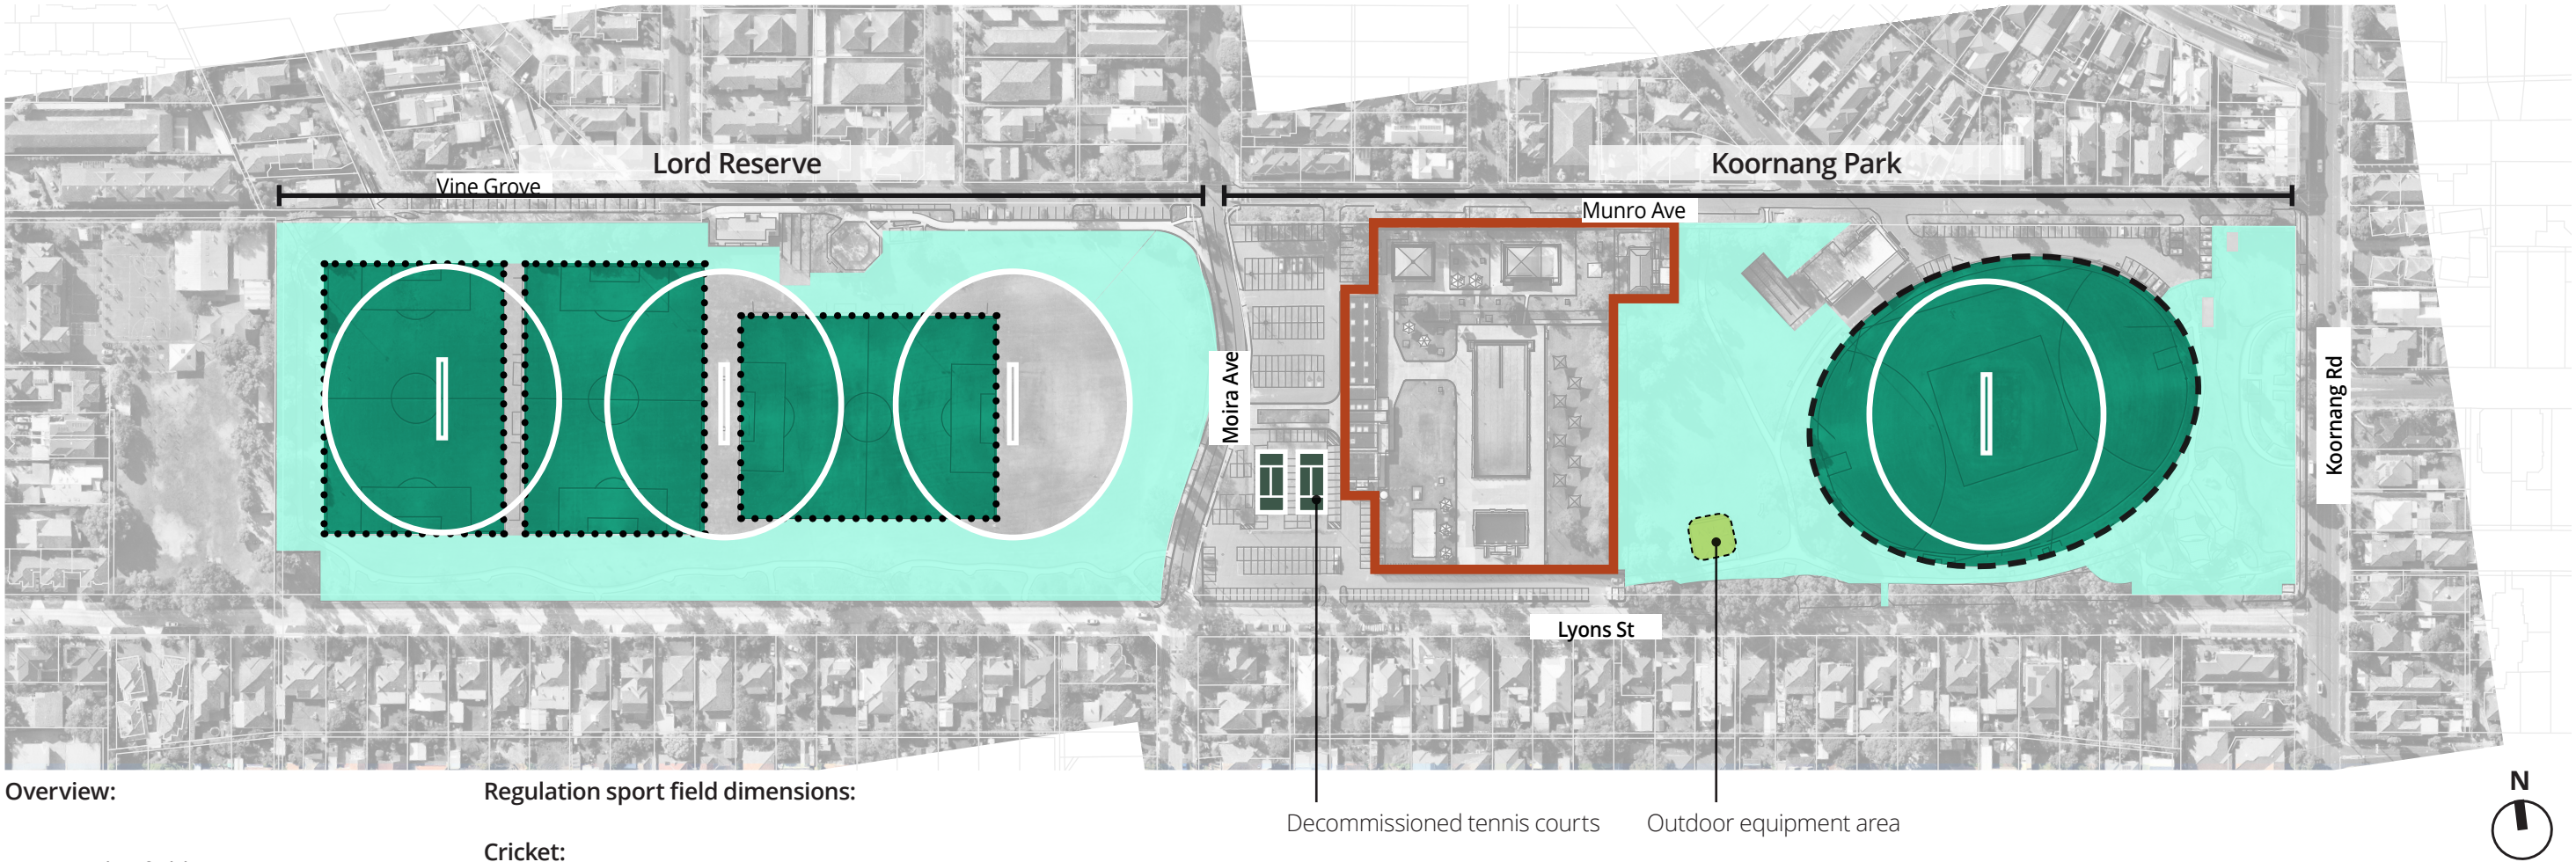 Lord Reserve
Koornang Park
Vine Grove
Munro Ave
Moira Ave
Koornang Rd
Lyons St
Overview:
Regulation sport field dimensions:
Decommissioned tennis courts
Outdoor equipment area
N
Cricket: